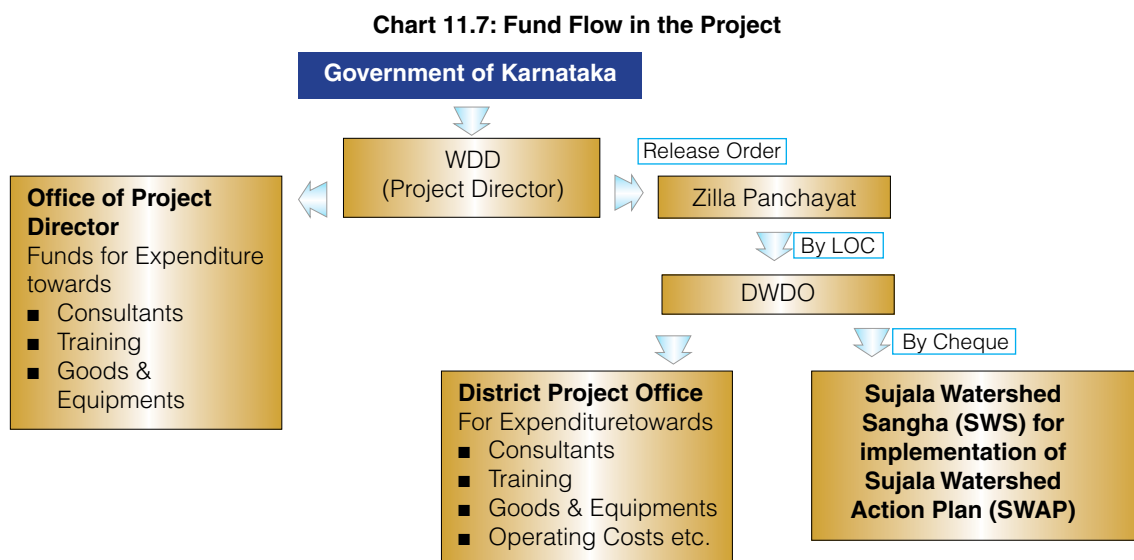 Chart 11.7: Fund Flow in the Project
Government of Karnataka
WDD
(Project Director)
Release Order
Zilla Panchayat
Office of Project
Director
Funds for Expenditure
towards
■ Consultants
■ Training
■ Goods &
Equipments
By LOC
DWDO
By Cheque
District Project Office
For Expendituretowards
■ Consultants
■ Training
■ Goods & Equipments
■ Operating Costs etc.
Sujala Watershed
Sangha (SWS) for
implementation of
Sujala Watershed
Action Plan (SWAP)